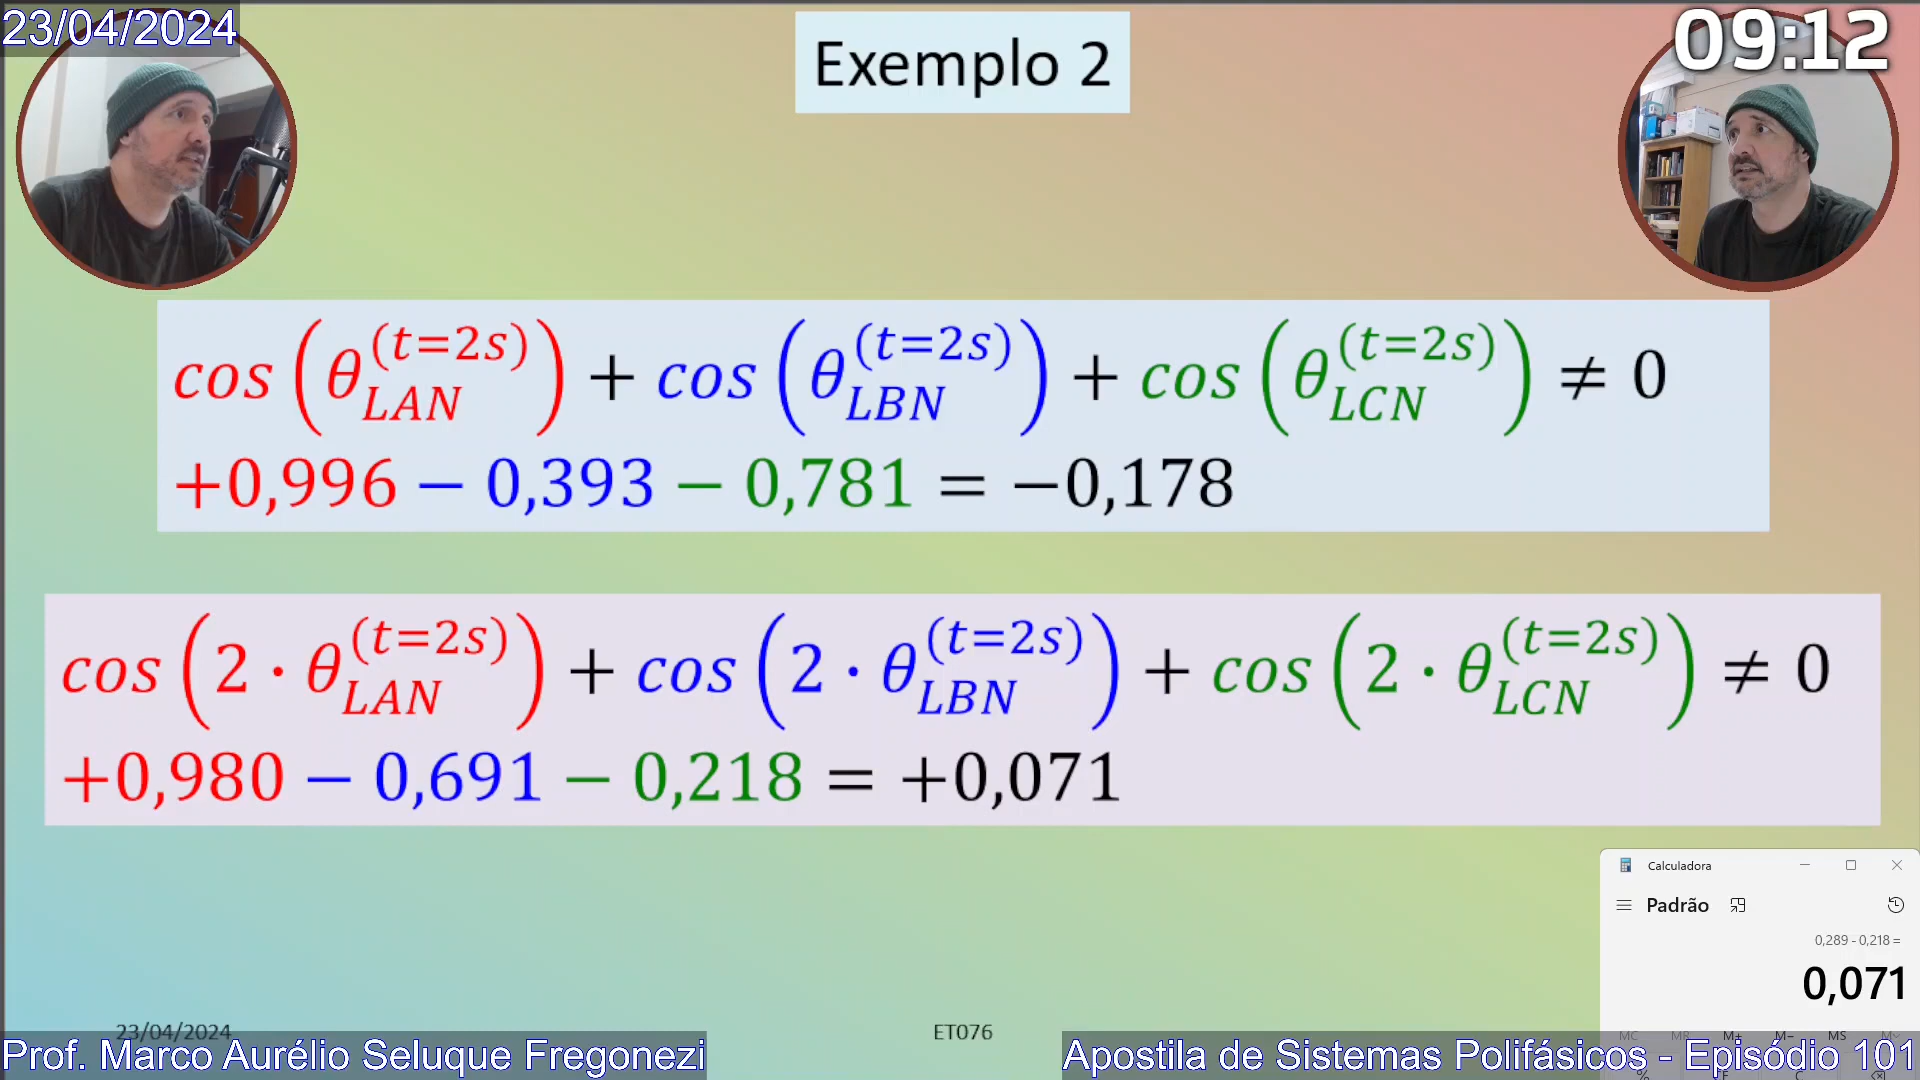 23/04/2024
Exemplo 2
09:12
cos(θ_LAN^(t=2s)) + cos(θ_LBN^(t=2s)) + cos(θ_LCN^(t=2s)) ≠ 0
+0,996 − 0,393 − 0,781 = −0,178
cos(2 · θ_LAN^(t=2s)) + cos(2 · θ_LBN^(t=2s)) + cos(2 · θ_LCN^(t=2s)) ≠ 0
+0,980 − 0,691 − 0,218 = +0,071
Calculadora
Padrão
0,289 - 0,218 =
0,071
MC MR M+ M- MS M
23/04/2024
ET076
Prof. Marco Aurélio Seluque Fregonezi
Apostila de Sistemas Polifásicos - Episódio 101